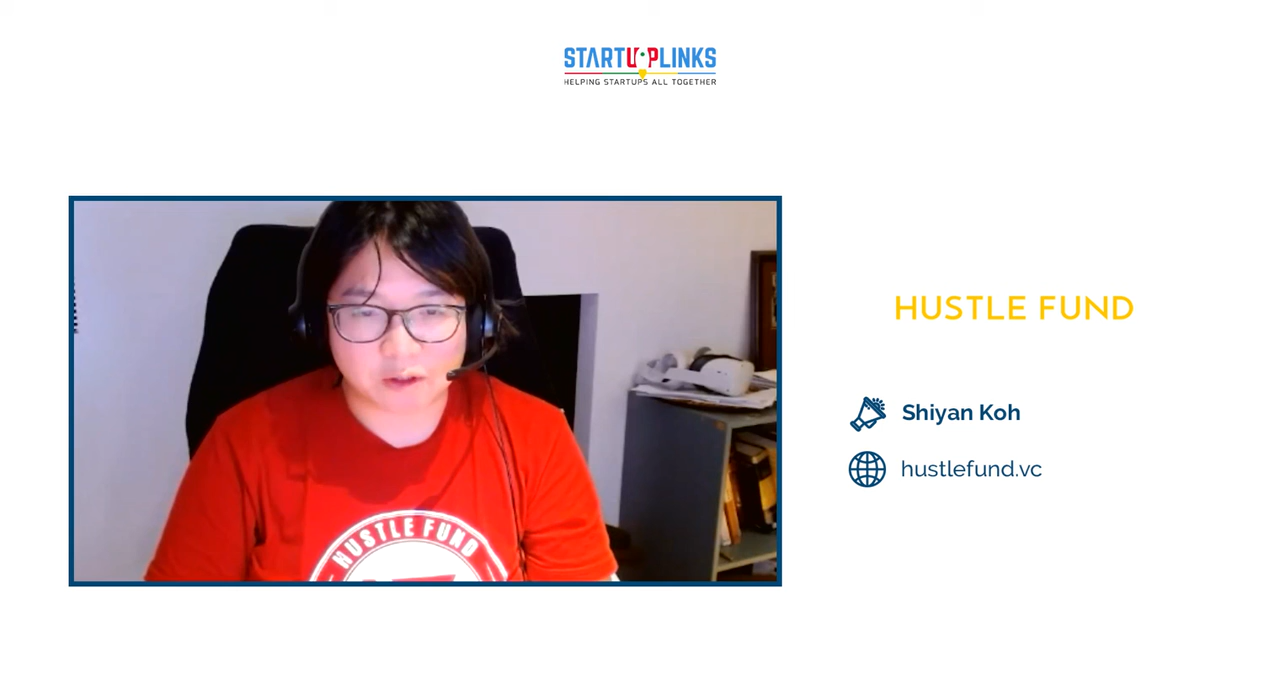 STARTUPLINKS
HELPING STARTUPS ALL TOGETHER
HUSTLE FUND
Shiyan Koh
hustlefund.vc
HUSTLE FUND